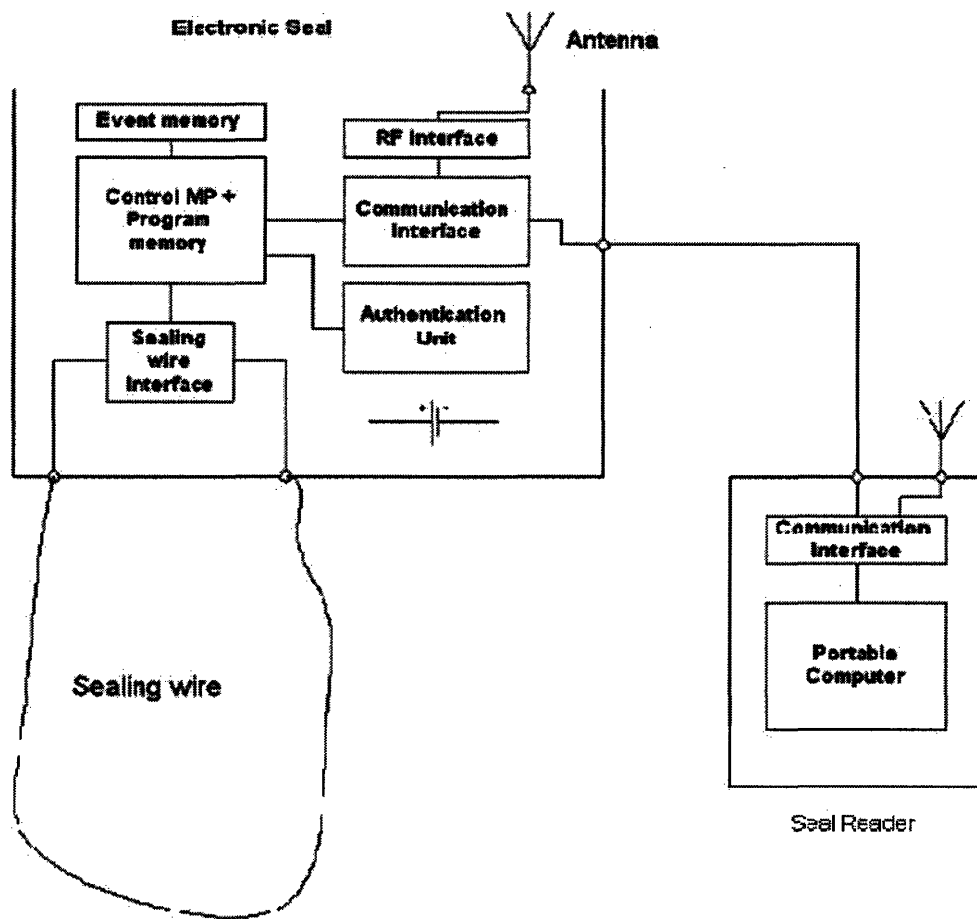 Electronic Seal
Antenna
Event memory
RF Interface
Control MP +
Program
memory
Communication
Interface
Authentication
Unit
Sealing
wire
Interface
+ -
Communication
Interface
Portable
Computer
Sealing wire
Seal Reader